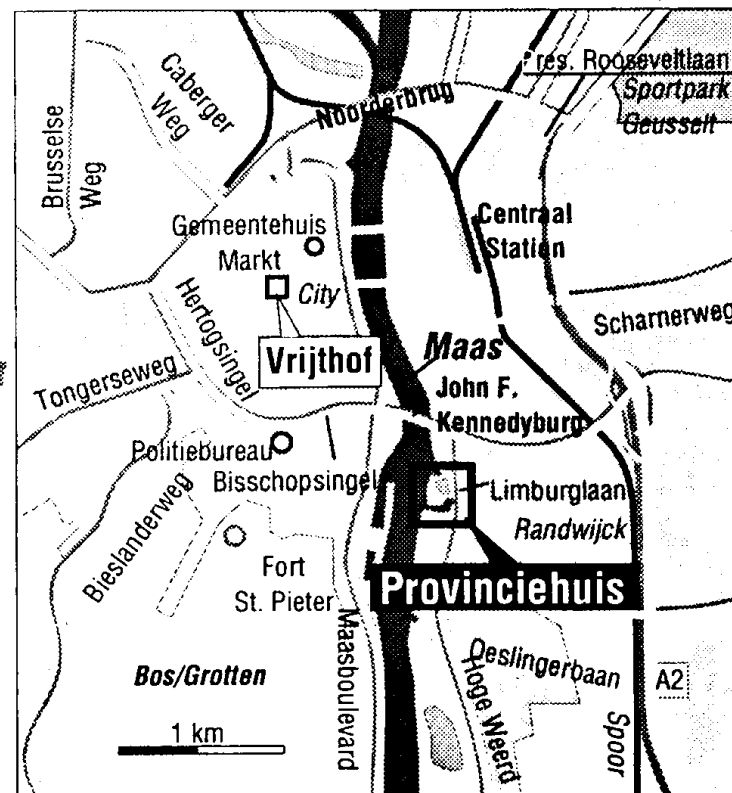 Pres. Rooseveltlaan
Sportpark
Geusselt
Caberger
Weg
Noorderbrug
Brusselse
Weg
Gemeentehuis
Markt
City
Centraal
Station
Hertogsingel
Vrijthof
Maas
Scharnerweg
Tongerseweg
John F.
Kennedyburg
Politiebureau
Bisschopsingel
Limburglaan
Randwijck
Bieslanderweg
Fort
St. Pieter
Provinciehuis
Maasboulevard
Oeslingerbaan
Hoge Weerd
A2
Spoor
Bos/Grotten
1 km